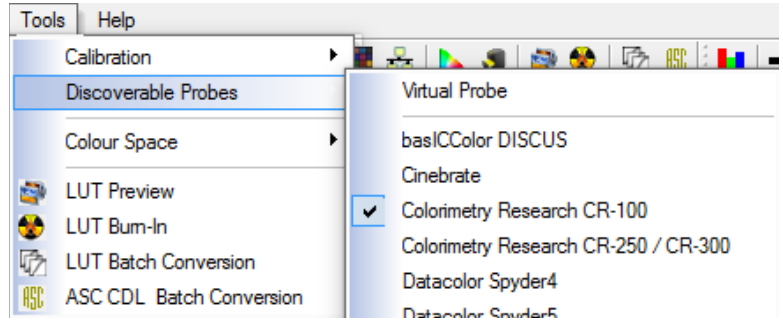 Tools Help
Calibration
Discoverable Probes
Colour Space
LUT Preview
LUT Burn-In
LUT Batch Conversion
ASC ASC CDL Batch Conversion
ASC
Virtual Probe
basICColor DISCUS
Cinebrate
Colorimetry Research CR-100
Colorimetry Research CR-250 / CR-300
Datacolor Spyder4
Datacolor Spyder5